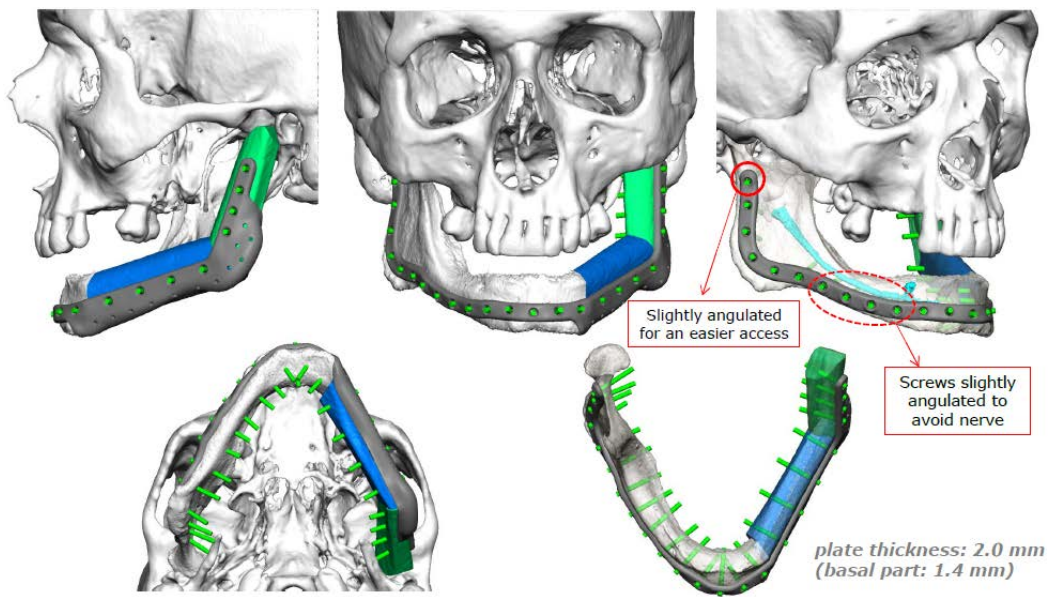 Slightly angulated
for an easier access
Screws slightly
angulated to
avoid nerve
plate thickness: 2.0 mm
(basal part: 1.4 mm)